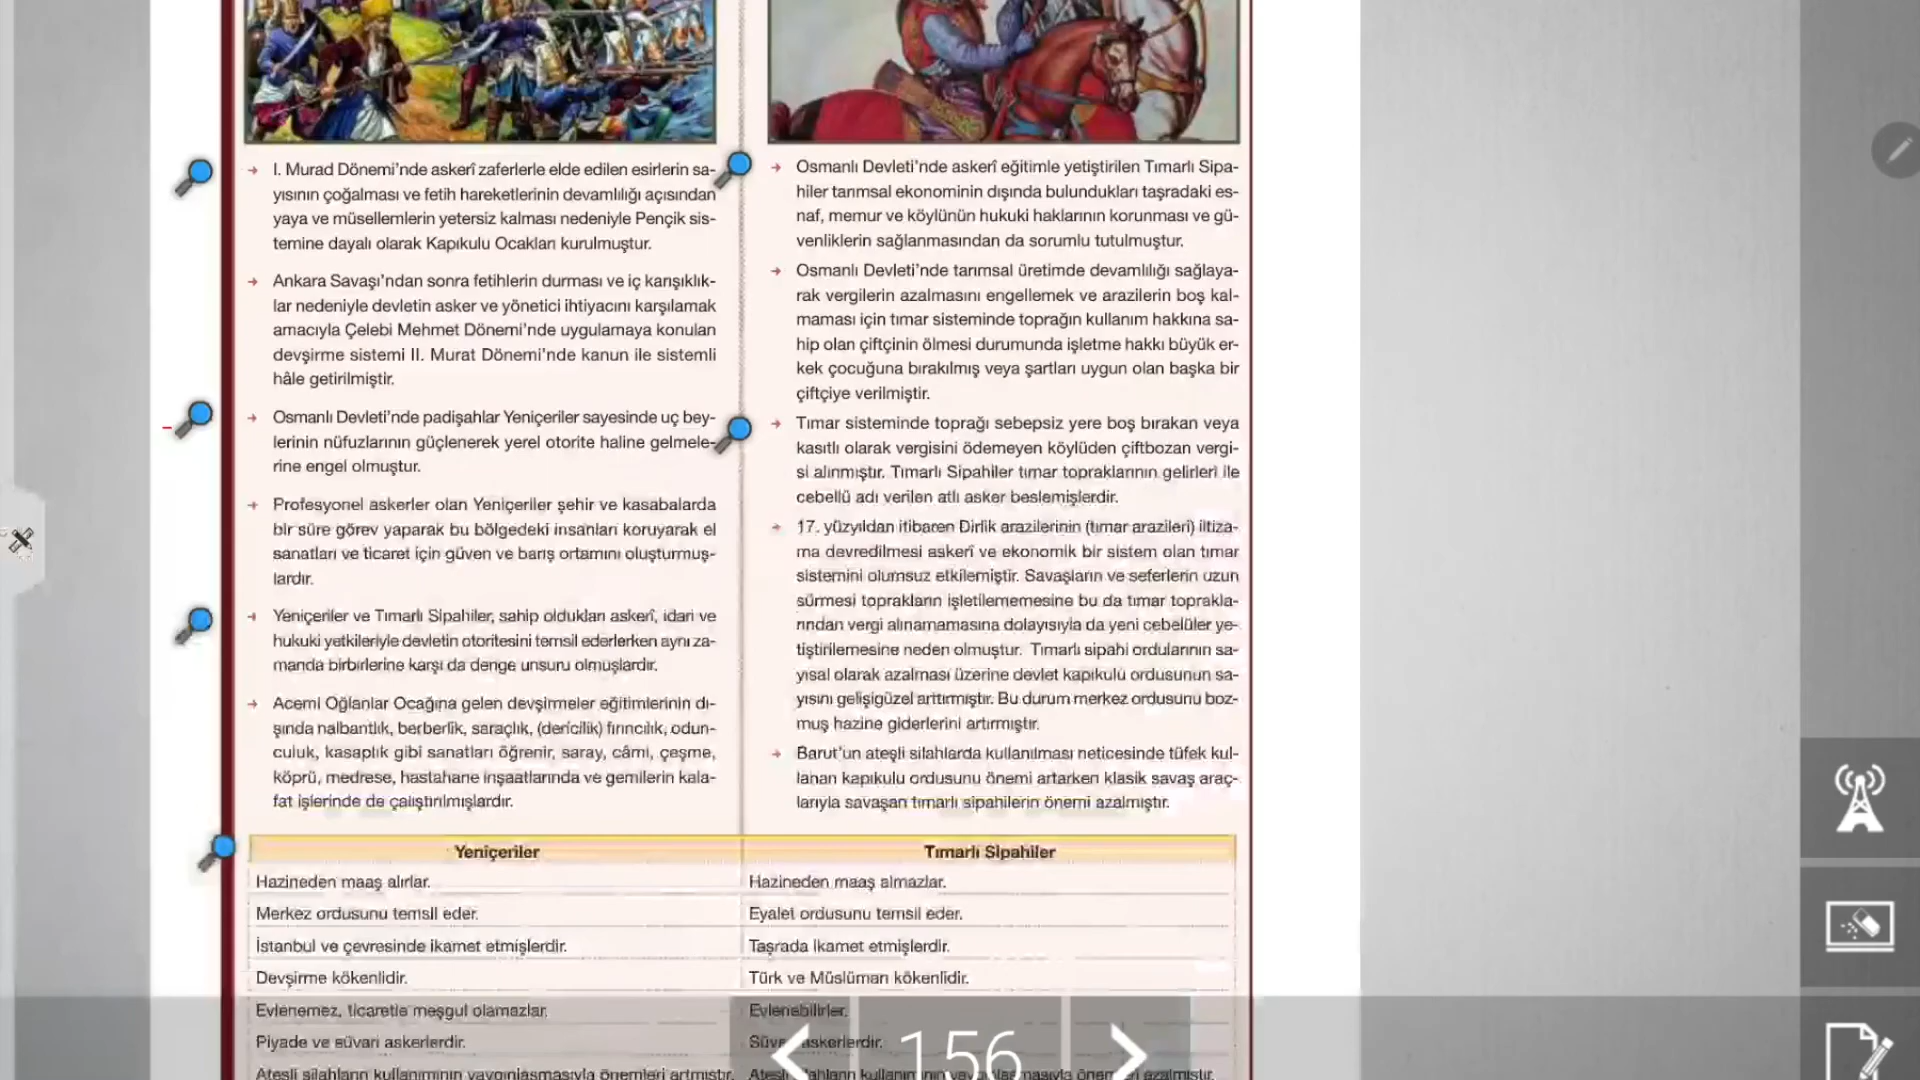 → I. Murad Dönemi’nde askerî zaferlerle elde edilen esirlerin sa-
yısının çoğalması ve fetih hareketlerinin devamlılığı açısından
yaya ve müsellemlerin yetersiz kalması nedeniyle Pençik sis-
temine dayalı olarak Kapıkulu Ocakları kurulmuştur.
→ Ankara Savaşı’ndan sonra fetihlerin durması ve iç karışıklık-
lar nedeniyle devletin asker ve yönetici ihtiyacını karşılamak
amacıyla Çelebi Mehmet Dönemi’nde uygulamaya konulan
devşirme sistemi II. Murat Dönemi’nde kanun ile sistemli
hâle getirilmiştir.
→ Osmanlı Devleti’nde padişahlar Yeniçeriler sayesinde uç bey-
lerinin nüfuzlarının güçlenerek yerel otorite haline gelmele-
rine engel olmuştur.
→ Profesyonel askerler olan Yeniçeriler şehir ve kasabalarda
bir süre görev yaparak bu bölgedeki insanları koruyarak el
sanatları ve ticaret için güven ve barış ortamını oluşturmuş-
lardır.
→ Yeniçeriler ve Tımarlı Sipahiler, sahip oldukları askerî, idari ve
hukuki yetkileriyle devletin otoritesini temsil ederlerken aynı za-
manda birbirlerine karşı da denge unsuru olmuşlardır.
→ Acemi Oğlanlar Ocağına gelen devşirmeler eğitimlerinin dı-
şında nalbantlık, berberlik, saraçlık, (dericilik) fırıncılık, odun-
culuk, kasaplık gibi sanatları öğrenir, saray, câmi, çeşme,
köprü, medrese, hastahane inşaatlarında ve gemilerin kala-
fat işlerinde de çalıştırılmışlardır.
→ Osmanlı Devleti’nde askerî eğitimle yetiştirilen Tımarlı Sipa-
hiler tarımsal ekonominin dışında bulundukları taşradaki es-
naf, memur ve köylünün hukuki haklarının korunması ve gü-
venliklerin sağlanmasından da sorumlu tutulmuştur.
→ Osmanlı Devleti’nde tarımsal üretimde devamlılığı sağlaya-
rak vergilerin azalmasını engellemek ve arazilerin boş kal-
maması için tımar sisteminde toprağın kullanım hakkına sa-
hip olan çiftçinin ölmesi durumunda işletme hakkı büyük er-
kek çocuğuna bırakılmış veya şartları uygun olan başka bir
çiftçiye verilmiştir.
→ Tımar sisteminde toprağı sebepsiz yere boş bırakan veya
kasıtlı olarak vergisini ödemeyen köylüden çiftbozan vergi-
si alınmıştır. Tımarlı Sipahiler tımar topraklarının gelirleri ile
cebellü adı verilen atlı asker beslemişlerdir.
→ 17. yüzyıldan itibaren Dirlik arazilerinin (tımar arazileri) iltiza-
ma devredilmesi askerî ve ekonomik bir sistem olan tımar
sistemini olumsuz etkilemiştir. Savaşların ve seferlerin uzun
sürmesi toprakların işletilememesine bu da tımar toprakla-
rından vergi alınamamasına dolayısıyla da yeni cebelüler ye-
tiştirilemesine neden olmuştur. Tımarlı sipahi ordularının sa-
yısal olarak azalması üzerine devlet kapıkulu ordusunun sa-
yısını gelişigüzel arttırmıştır. Bu durum merkez ordusunu boz-
muş hazine giderlerini artırmıştır.
→ Barut’un ateşli silahlarda kullanılması neticesinde tüfek kul-
lanan kapıkulu ordusunu önemi artarken klasik savaş araç-
larıyla savaşan tımarlı sipahilerin önemi azalmıştır.
Yeniçeriler Tımarlı Sipahiler
Hazineden maaş alırlar. Hazineden maaş almazlar.
Merkez ordusunu temsil eder. Eyalet ordusunu temsil eder.
İstanbul ve çevresinde ikamet etmişlerdir. Taşrada ikamet etmişlerdir.
Devşirme kökenlidir. Türk ve Müslüman kökenlidir.
Evlenemez, ticaretle meşgul olamazlar. Evlenebilirler.
Piyade ve süvari askerlerdir. askerlerdir.
Ateşli silahların kullanımının yaygınlaşmasıyla önemleri artmıştır. Ateşli kullanımının azalmıştır.
156